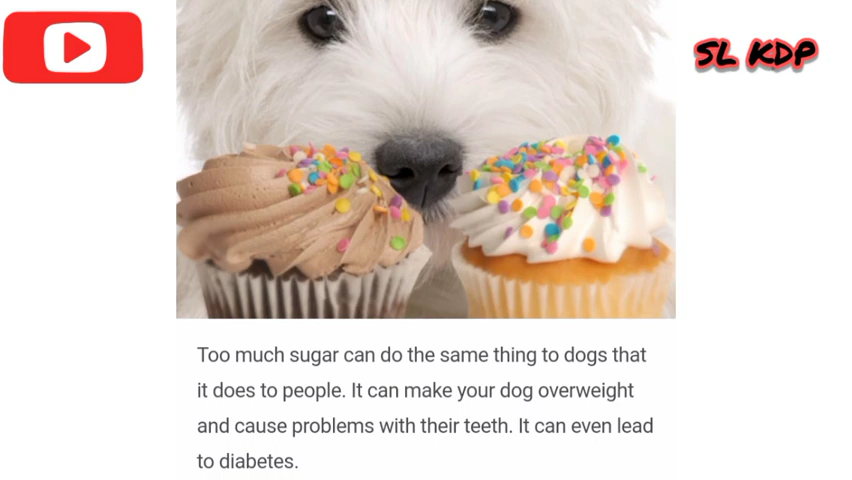 SL KDP
Too much sugar can do the same thing to dogs that
it does to people. It can make your dog overweight
and cause problems with their teeth. It can even lead
to diabetes.